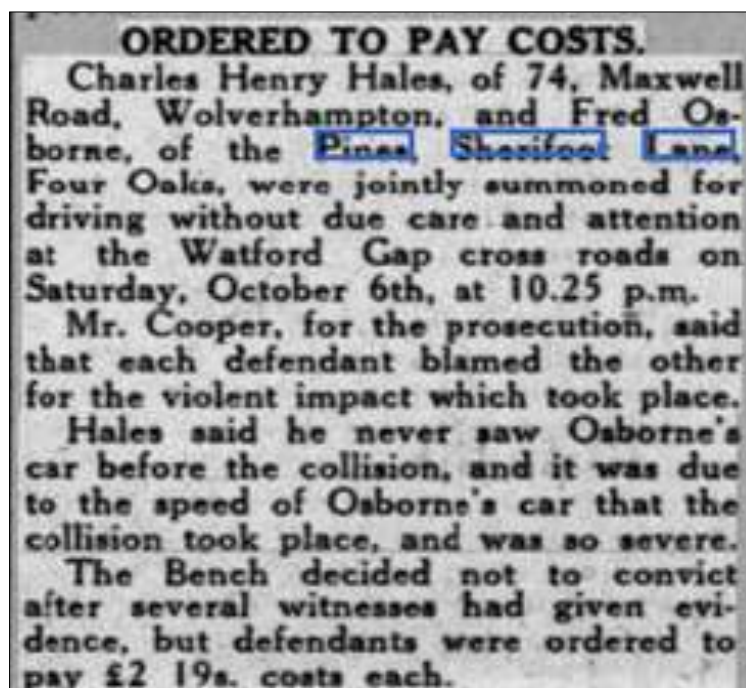 ORDERED TO PAY COSTS.
Charles Henry Hales, of 74, Maxwell
Road, Wolverhampton, and Fred Os-
borne, of the Pines, Sherifoot Lane,
Four Oaks, were jointly summoned for
driving without due care and attention
at the Watford Gap cross roads on
Saturday, October 6th, at 10.25 p.m.
Mr. Cooper, for the prosecution, said
that each defendant blamed the other
for the violent impact which took place.
Hales said he never saw Osborne's
car before the collision, and it was due
to the speed of Osborne's car that the
collision took place, and was so severe.
The Bench decided not to convict
after several witnesses had given evi-
dence, but defendants were ordered to
pay £2 19s. costs each.